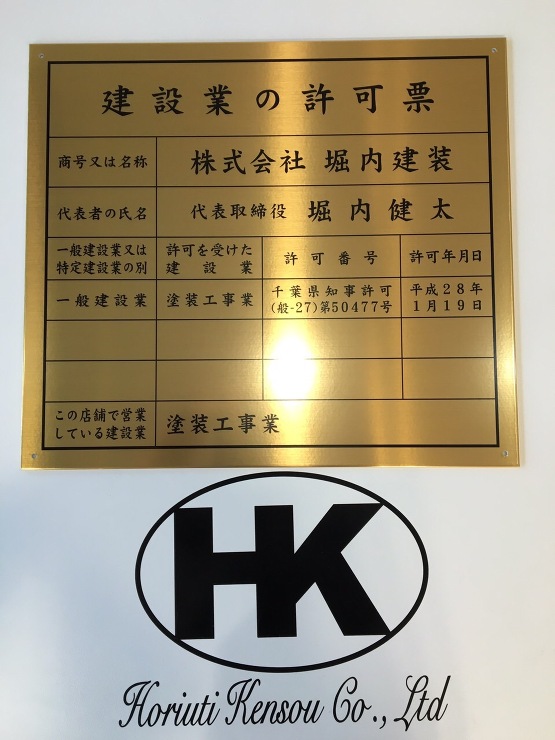 建設業の許可票
商号又は名称 株式会社 堀内建装
代表者の氏名 代表取締役 堀内健太
一般建設業又は
特定建設業の別
許可を受けた
建設業
許可番号
許可年月日
一般建設業
塗装工事業
千葉県知事許可
(般-27)第50477号
平成28年
1月19日
この店舗で営業
している建設業
塗装工事業
HK
Horiuti Kensou Co., Ltd